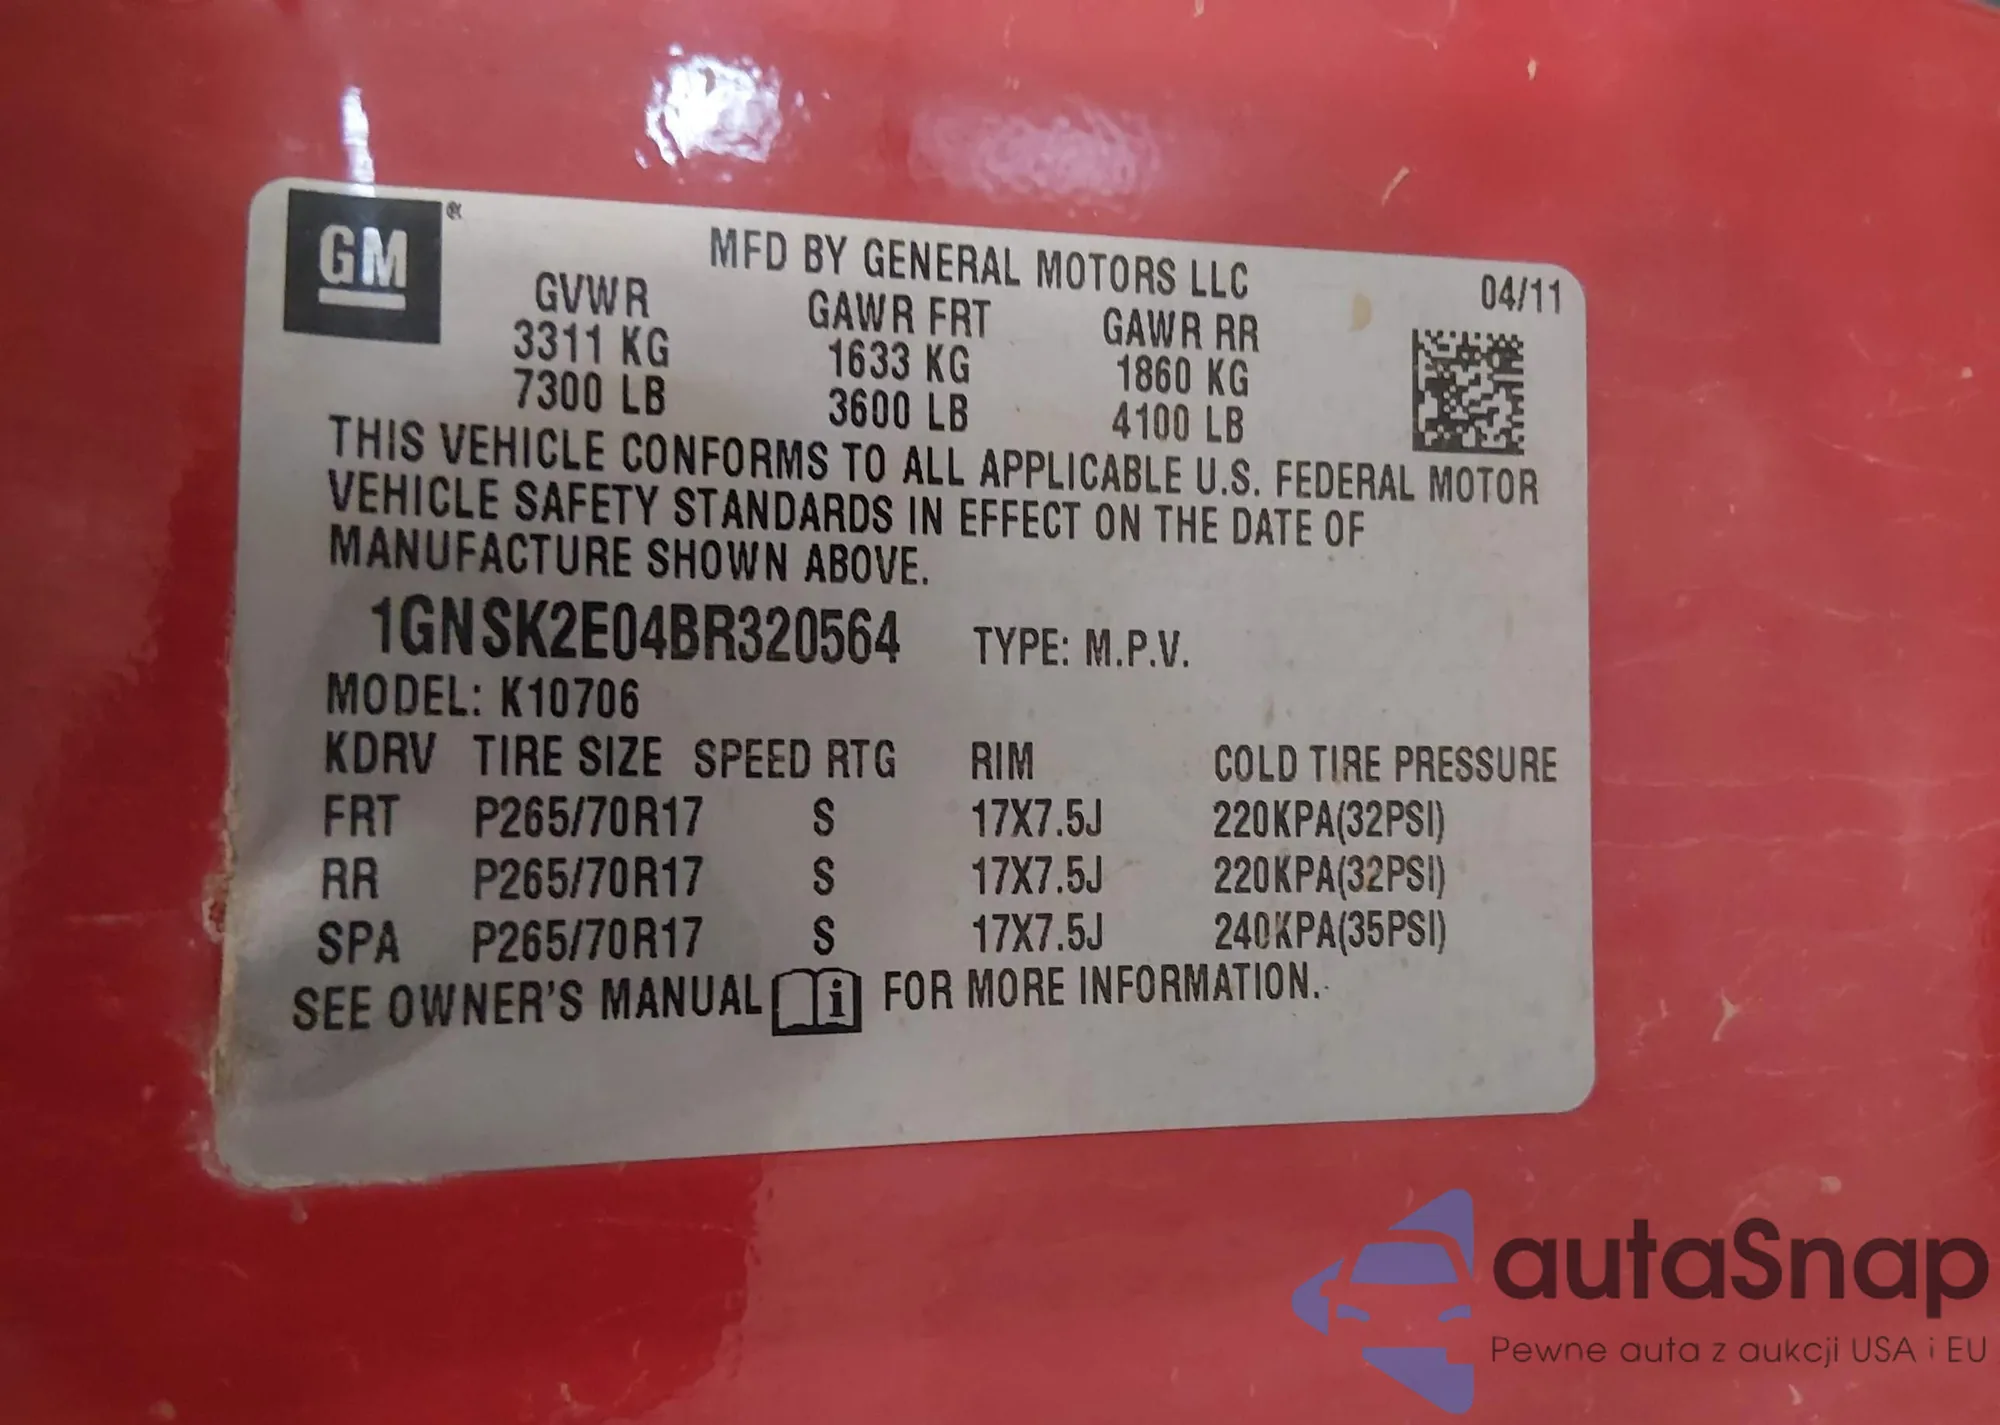 GM
MFD BY GENERAL MOTORS LLC 04/11
GVWR GAWR FRT GAWR RR
3311 KG 1633 KG 1860 KG
7300 LB 3600 LB 4100 LB
THIS VEHICLE CONFORMS TO ALL APPLICABLE U.S. FEDERAL MOTOR
VEHICLE SAFETY STANDARDS IN EFFECT ON THE DATE OF
MANUFACTURE SHOWN ABOVE.
1GNSK2E04BR320564 TYPE: M.P.V.
MODEL: K10706
KDRV TIRE SIZE SPEED RTG RIM COLD TIRE PRESSURE
FRT P265/70R17 S 17X7.5J 220KPA(32PSI)
RR P265/70R17 S 17X7.5J 220KPA(32PSI)
SPA P265/70R17 S 17X7.5J 240KPA(35PSI)
SEE OWNER'S MANUAL i FOR MORE INFORMATION.
autaSnap
Pewne auta z aukcji USA i EU